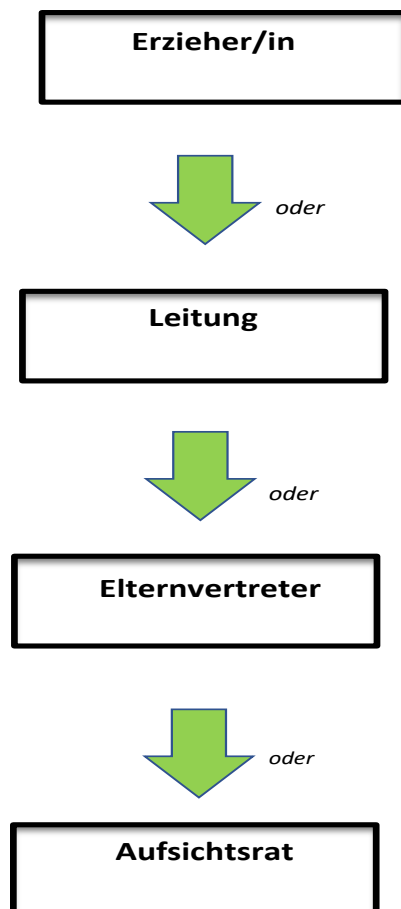 Erzieher/in
oder
Leitung
oder
Elternvertreter
oder
Aufsichtsrat